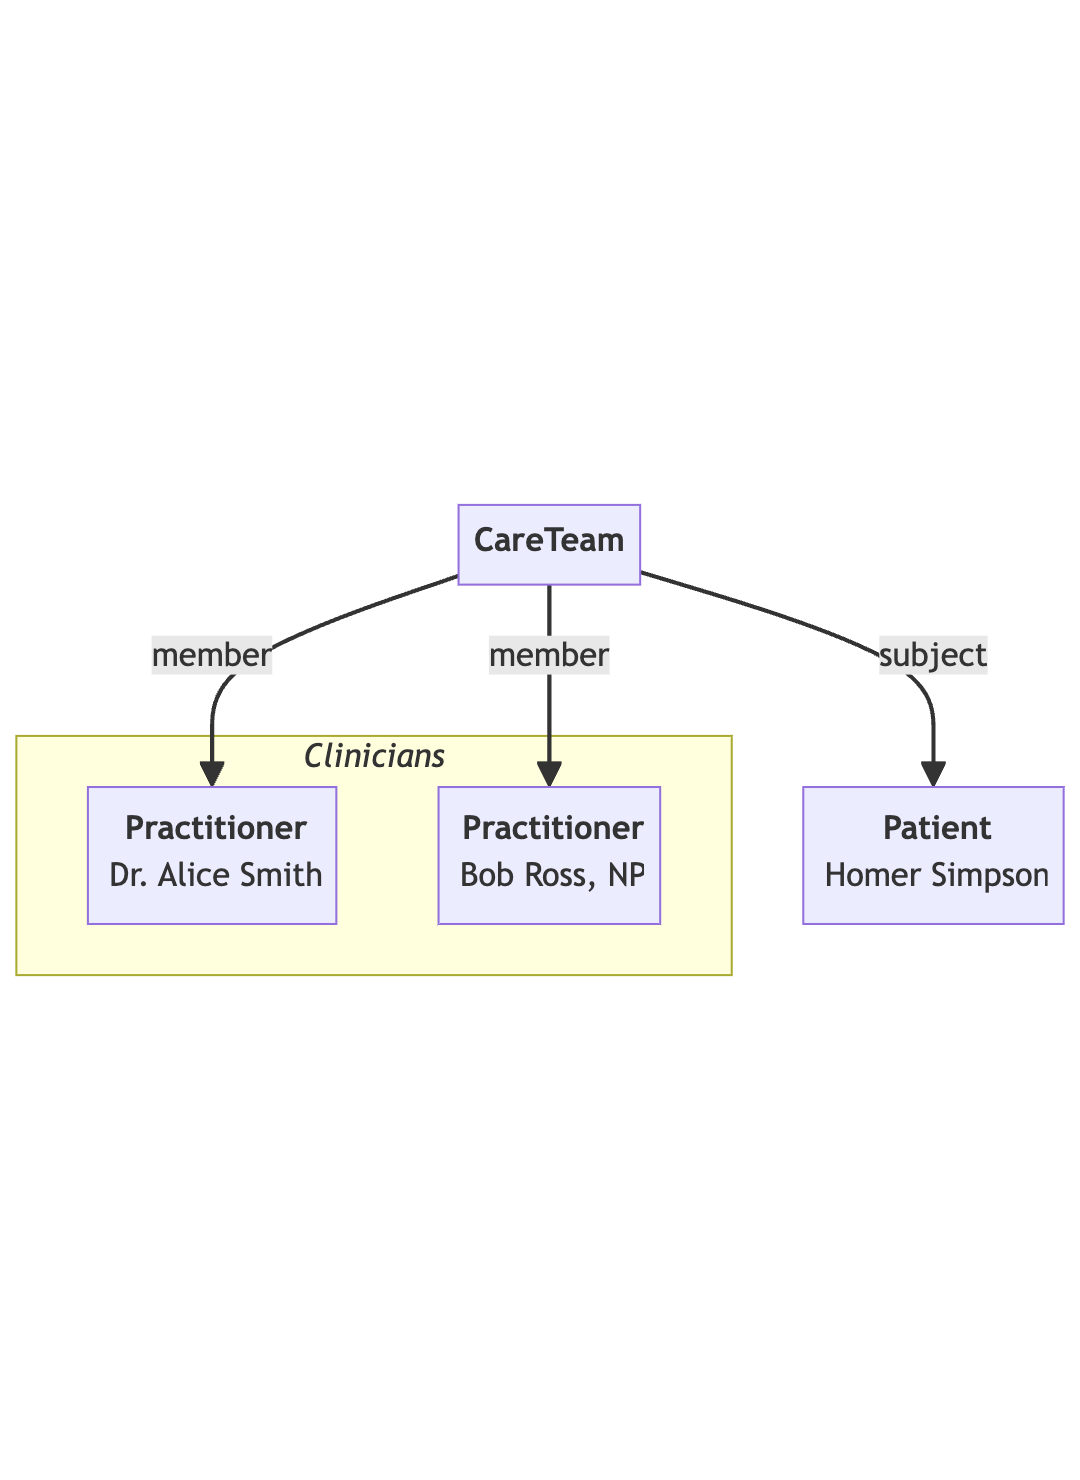 CareTeam
member
member
subject
Clinicians
Practitioner
Dr. Alice Smith
Practitioner
Bob Ross, NP
Patient
Homer Simpson